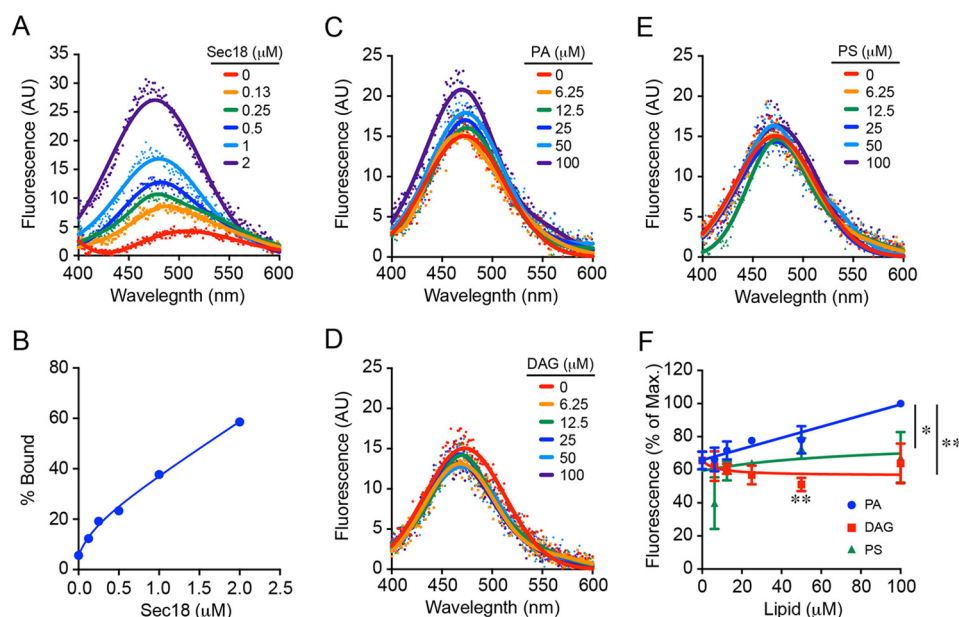 A
Sec18 (μM)
0
0.13
0.25
0.5
1
2
Fluorescence (AU)
35
30
25
20
15
10
5
0
400 450 500 550 600
Wavelegnth (nm)
C
PA (μM)
0
6.25
12.5
25
50
100
Fluorescence (AU)
25
20
15
10
5
0
400 450 500 550 600
Wavelegnth (nm)
E
PS (μM)
0
6.25
12.5
25
50
100
Fluorescence (AU)
25
20
15
10
5
0
400 450 500 550 600
Wavelegnth (nm)
B
% Bound
80
60
40
20
0
0.0 0.5 1.0 1.5 2.0 2.5
Sec18 (μM)
D
DAG (μM)
0
6.25
12.5
25
50
100
Fluorescence (AU)
25
20
15
10
5
0
400 450 500 550 600
Wavelegnth (nm)
F
Fluorescence (% of Max.)
120
100
80
60
40
20
0
*
**
**
PA
DAG
PS
0 20 40 60 80 100
Lipid (μM)